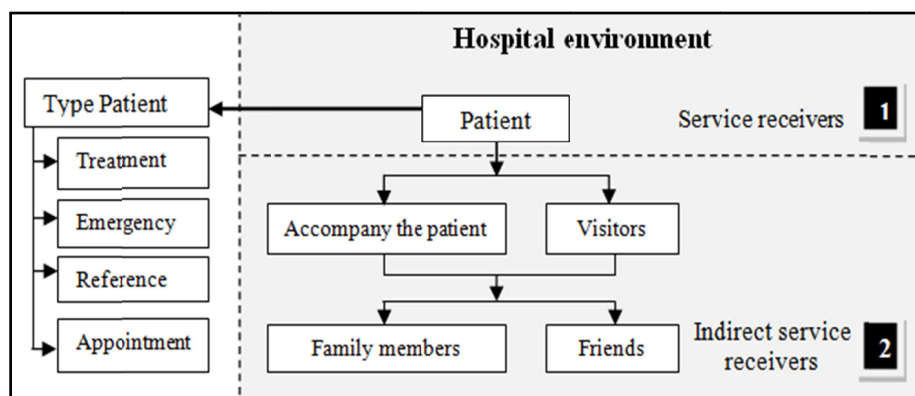 Hospital environment
Type Patient
Patient
Service receivers
1
Treatment
Emergency
Reference
Appointment
Accompany the patient
Visitors
Family members
Friends
Indirect service
receivers
2